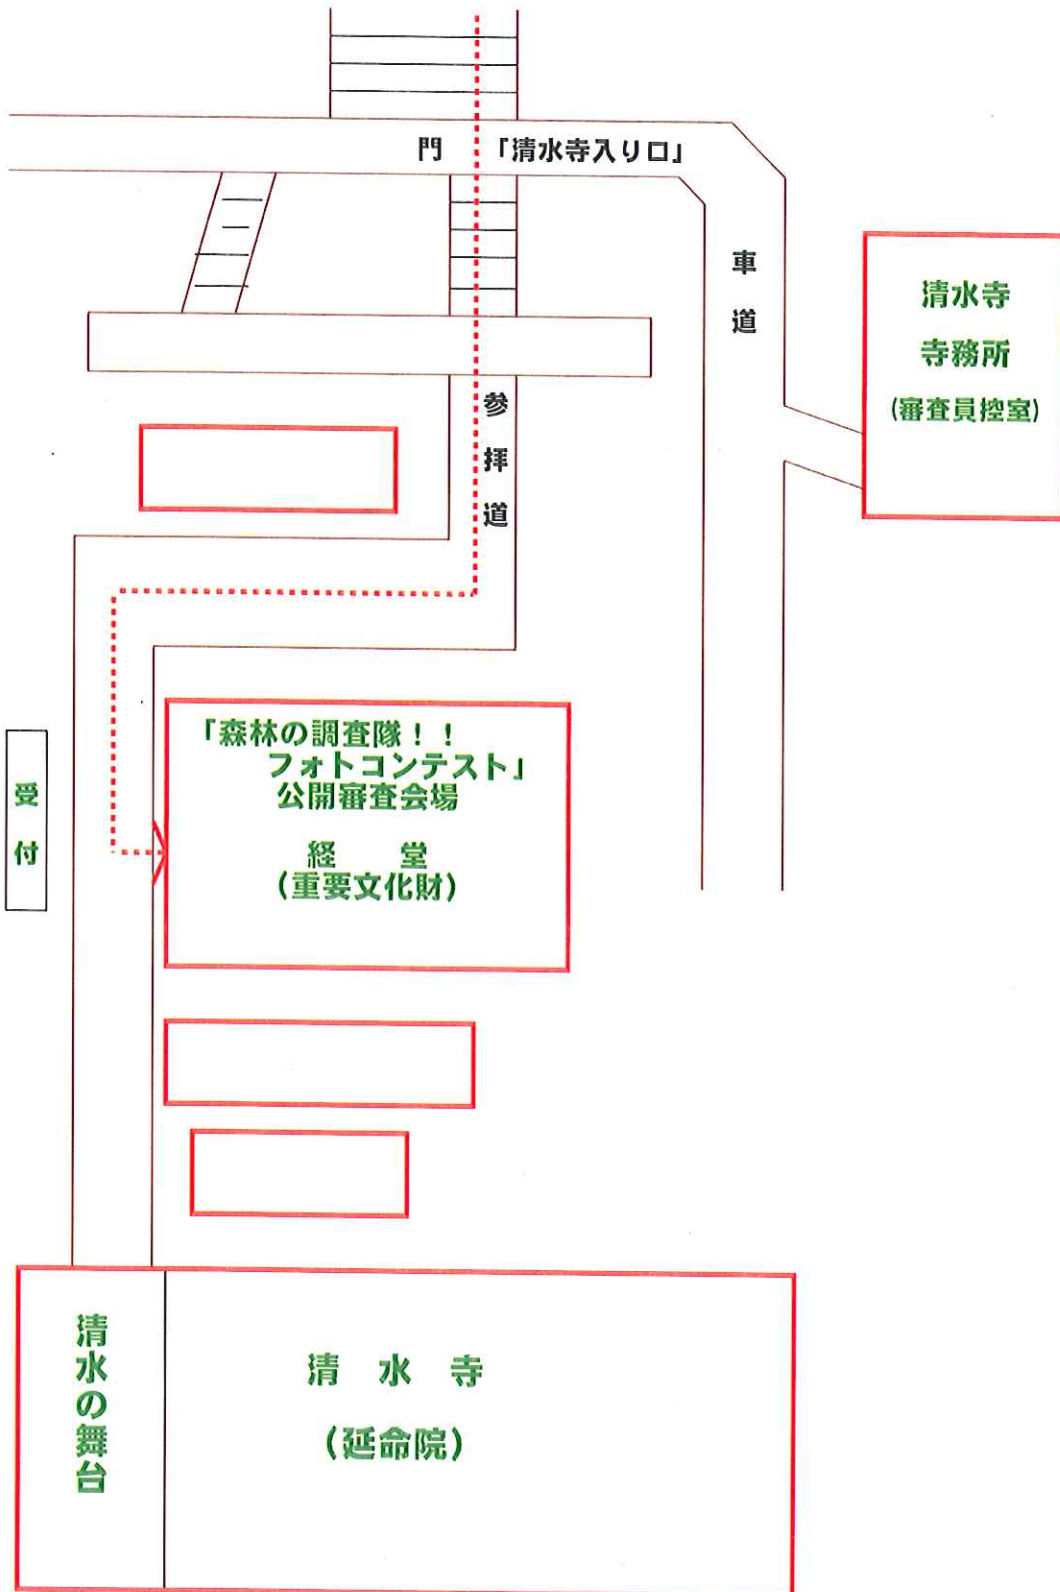 門 「清水寺入り口」
車道
清水寺
寺務所
(審査員控室)
参拝道
「森林の調査隊!!
フォトコンテスト」
公開審査会場
経 堂
(重要文化財)
受付
清水の舞台
清 水 寺
(延命院)